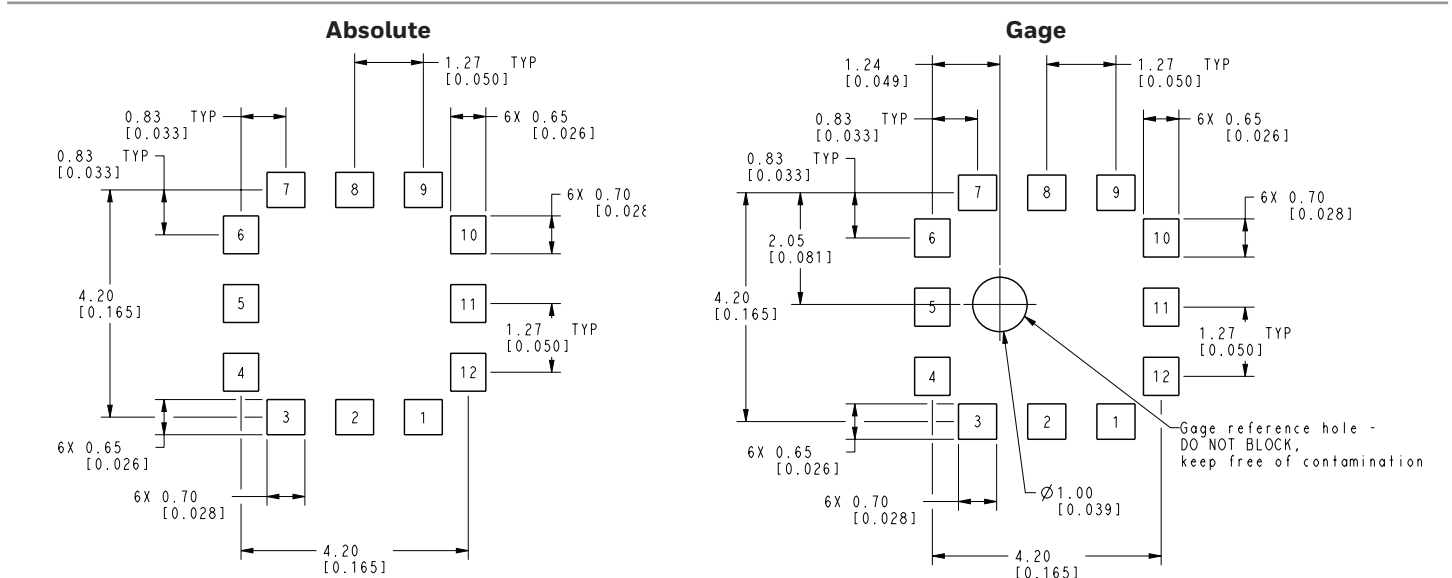 Absolute
1.27 TYP
[0.050]
0.83 TYP
[0.033]
6X 0.65
[0.026]
0.83 TYP
[0.033]
7
8
9
6X 0.70
[0.028
6
10
4.20
[0.165]
5
11
1.27 TYP
[0.050]
4
12
3
2
1
6X 0.65
[0.026]
6X 0.70
[0.028]
4.20
[0.165]
Gage
1.24
[0.049]
1.27 TYP
[0.050]
0.83 TYP
[0.033]
6X 0.65
[0.026]
0.83 TYP
[0.033]
7
8
9
6X 0.70
[0.028]
6
10
2.05
[0.081]
4.20
[0.165]
5
11
1.27 TYP
[0.050]
4
12
3
2
1
Gage reference hole -
DO NOT BLOCK,
keep free of contamination
6X 0.65
[0.026]
6X 0.70
[0.028]
Ø1.00
[0.039]
4.20
[0.165]